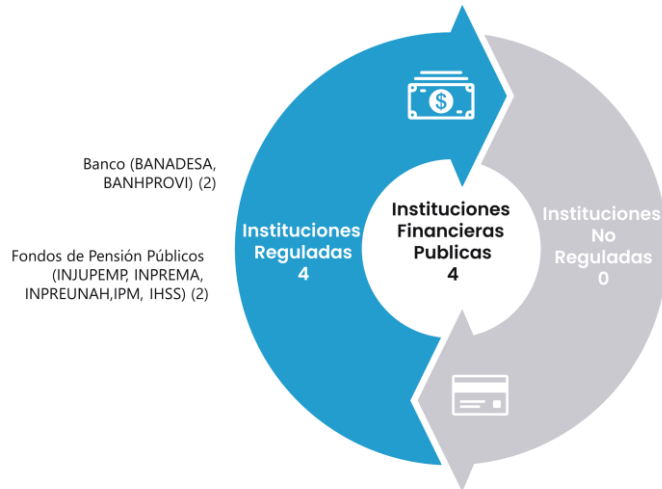 Banco (BANADESA,
BANHPROVI) (2)
Fondos de Pensión Públicos
(INJUPEMP, INPREMA,
INPREUNAH,IPM, IHSS) (2)
$
Instituciones
Reguladas
4
Instituciones
Financieras
Publicas
4
Instituciones
No
Reguladas
0